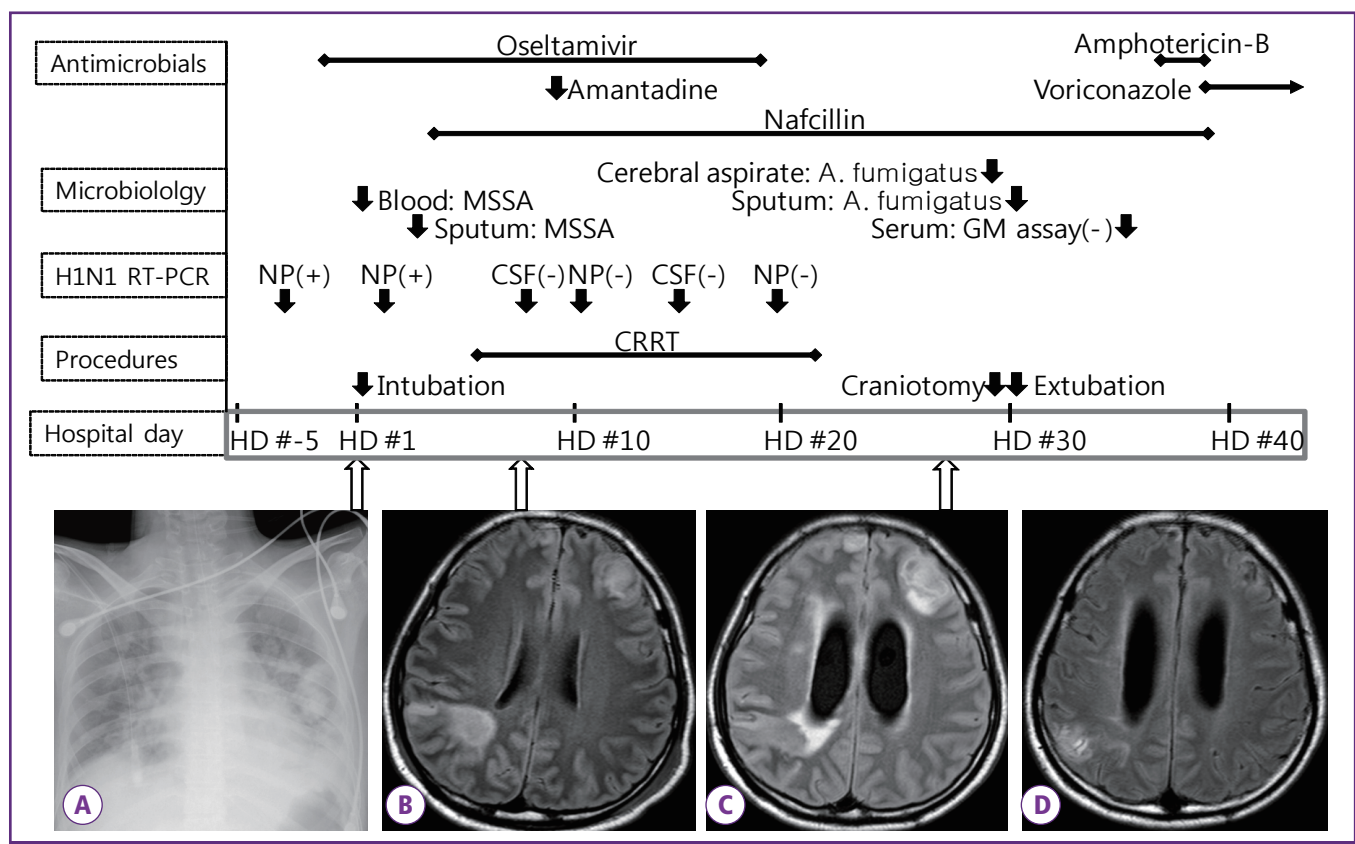 Oseltamivir
Amphotericin-B
Antimicrobials
Amantadine
Voriconazole
Nafcillin
Cerebral aspirate: A. fumigatus
Microbiololgy
Blood: MSSA
Sputum: A. fumigatus
Sputum: MSSA
Serum: GM assay(-)
H1N1 RT-PCR
NP(+) NP(+) CSF(-) NP(-) CSF(-) NP(-)
CRRT
Procedures
Intubation
Craniotomy
Extubation
Hospital day
HD #-5 HD #1 HD #10 HD #20 HD #30 HD #40
A B C D